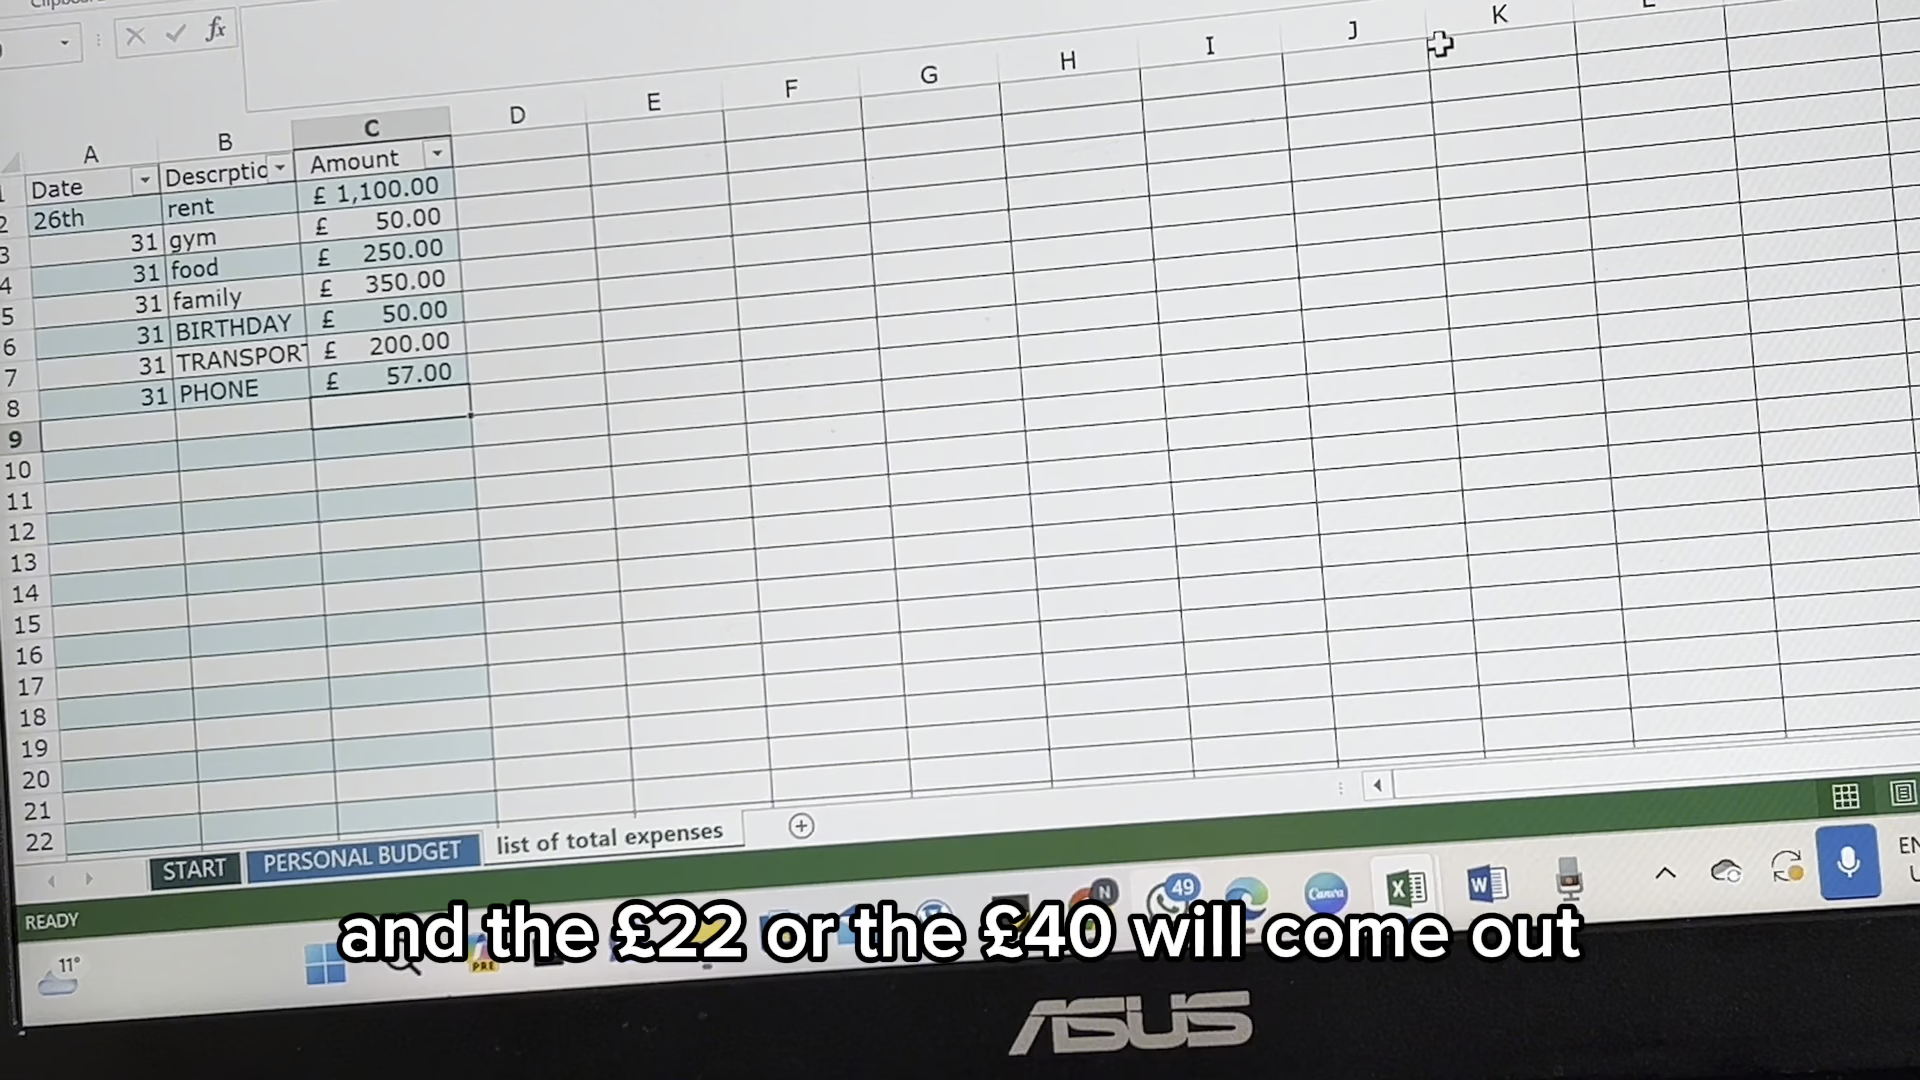 fx
A B C D E F G H I J K
Date Descrptio Amount
26th rent £ 1,100.00
31 gym £ 50.00
31 food £ 250.00
31 family £ 350.00
31 BIRTHDAY £ 50.00
31 TRANSPORT £ 200.00
31 PHONE £ 57.00
2
3
4
5
6
7
8
9
10
11
12
13
14
15
16
17
18
19
20
21
22
START PERSONAL BUDGET list of total expenses
READY
11°
PRE
N
49
Canva
X
W
EN
and the £22 or the £40 will come out
ASUS